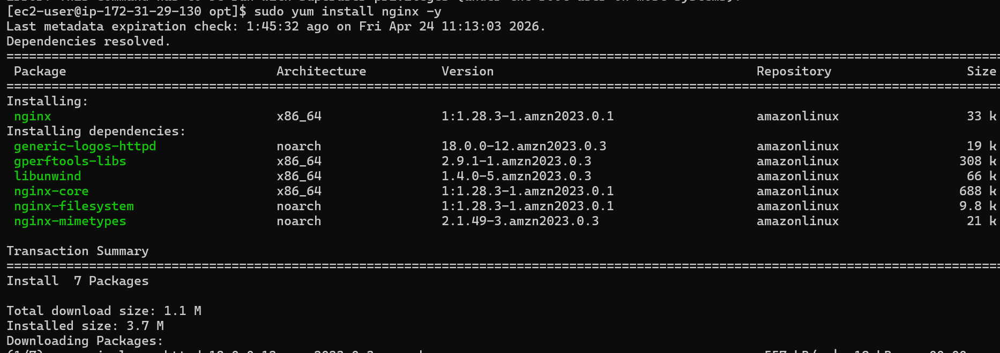 [ec2-user@ip-172-31-29-130 opt]$ sudo yum install nginx -y
Last metadata expiration check: 1:45:32 ago on Fri Apr 24 11:13:03 2026.
Dependencies resolved.
Package Architecture Version Repository Size
Installing:
nginx x86_64 1:1.28.3-1.amzn2023.0.1 amazonlinux 33 k
Installing dependencies:
generic-logos-httpd noarch 18.0.0-12.amzn2023.0.3 amazonlinux 19 k
gperftools-libs x86_64 2.9.1-1.amzn2023.0.3 amazonlinux 308 k
libunwind x86_64 1.4.0-5.amzn2023.0.3 amazonlinux 66 k
nginx-core x86_64 1:1.28.3-1.amzn2023.0.1 amazonlinux 688 k
nginx-filesystem noarch 1:1.28.3-1.amzn2023.0.1 amazonlinux 9.8 k
nginx-mimetypes noarch 2.1.49-3.amzn2023.0.3 amazonlinux 21 k
Transaction Summary
Install 7 Packages
Total download size: 1.1 M
Installed size: 3.7 M
Downloading Packages: